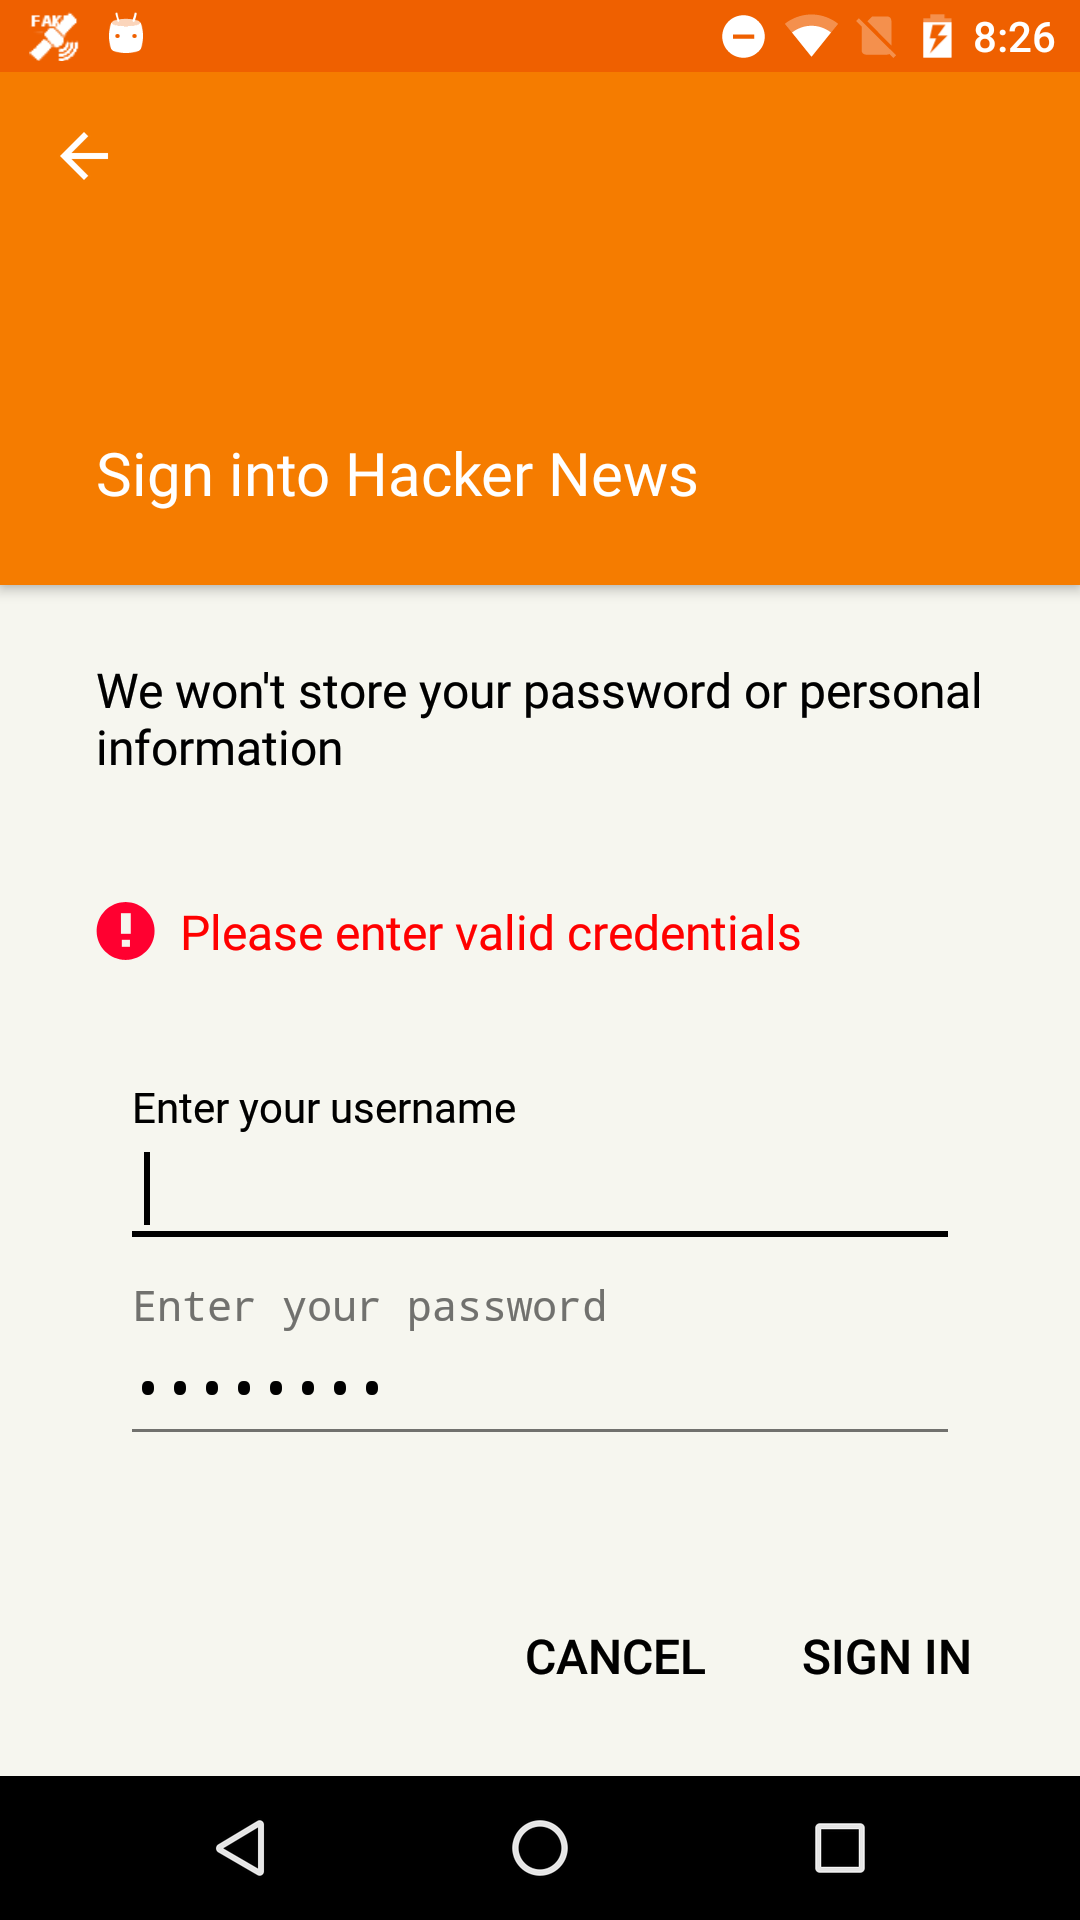 FAKE
8:26
Sign into Hacker News
We won't store your password or personal
information
Please enter valid credentials
Enter your username
Enter your password
••••••••
CANCEL
SIGN IN